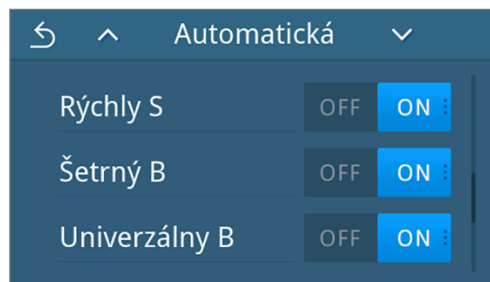 Automatická
Rýchly S OFF ON
Šetrný B OFF ON
Univerzálny B OFF ON